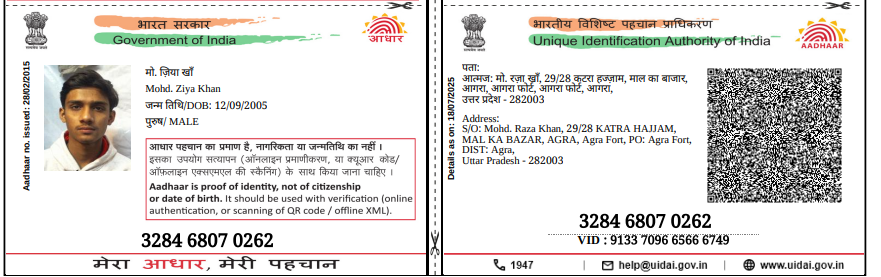 भारत सरकार
Government of India
आधार
Aadhaar no. issued: 28/02/2015
मो. ज़िया खाँ
Mohd. Ziya Khan
जन्म तिथि/DOB: 12/09/2005
पुरुष/ MALE
आधार पहचान का प्रमाण है, नागरिकता या जन्मतिथि का नहीं ।
इसका उपयोग सत्यापन (ऑनलाइन प्रमाणीकरण, या क्यूआर कोड/
ऑफ़लाइन एक्सएमएल की स्कैनिंग) के साथ किया जाना चाहिए ।
Aadhaar is proof of identity, not of citizenship
or date of birth. It should be used with verification (online
authentication, or scanning of QR code / offline XML).
3284 6807 0262
मेरा आधार, मेरी पहचान
भारतीय विशिष्ट पहचान प्राधिकरण
Unique Identification Authority of India
AADHAAR
Details as on: 18/07/2025
पता:
आत्मज: मो. रज़ा खाँ, 29/28 कटरा हज्ज़ाम, माल का बाजार,
आगरा, आगरा फोर्ट, आगरा फोर्ट, आगरा,
उत्तर प्रदेश - 282003
Address:
S/O: Mohd. Raza Khan, 29/28 KATRA HAJJAM,
MAL KA BAZAR, AGRA, Agra Fort, PO: Agra Fort,
DIST: Agra,
Uttar Pradesh - 282003
3284 6807 0262
VID : 9133 7096 6566 6749
1947 | help@uidai.gov.in | www.uidai.gov.in